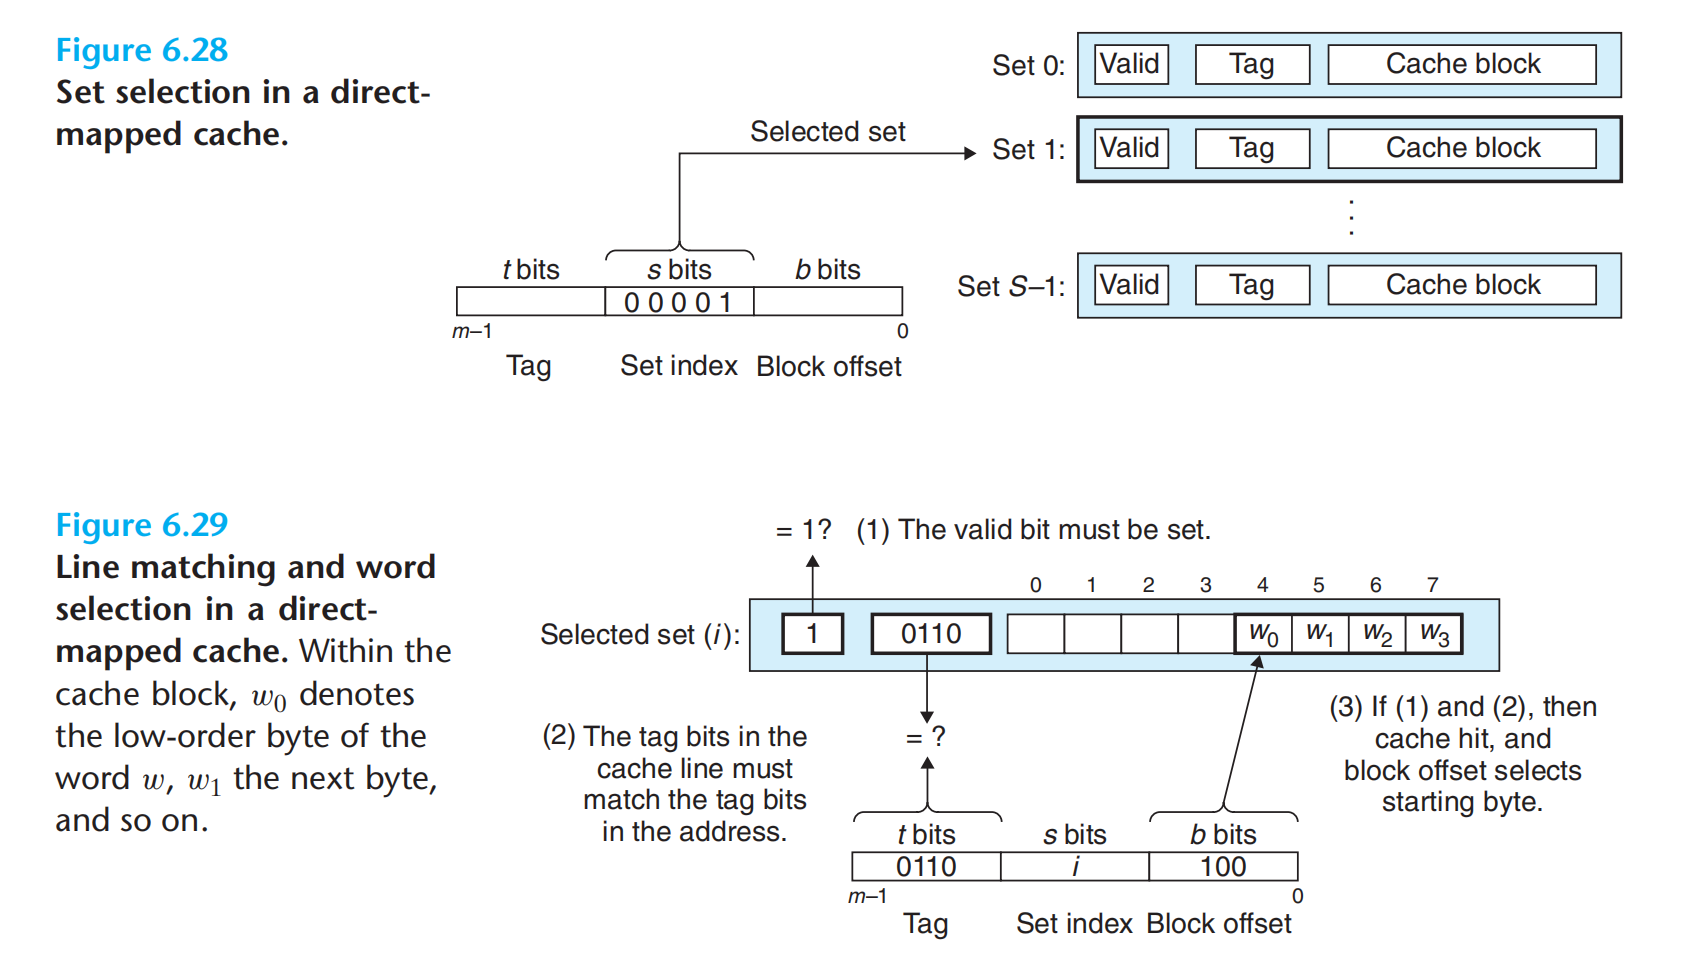 Figure 6.28
Set selection in a direct-
mapped cache.
Set 0: Valid Tag Cache block
Selected set
Set 1: Valid Tag Cache block
⋮
t bits s bits b bits
Set S–1: Valid Tag Cache block
0 0 0 0 1
m–1 0
Tag Set index Block offset
Figure 6.29
Line matching and word
selection in a direct-
mapped cache. Within the
cache block, w0 denotes
the low-order byte of the
word w, w1 the next byte,
and so on.
= 1? (1) The valid bit must be set.
0 1 2 3 4 5 6 7
Selected set (i): 1 0110 w0 w1 w2 w3
(2) The tag bits in the
cache line must
match the tag bits
in the address.
= ?
(3) If (1) and (2), then
cache hit, and
block offset selects
starting byte.
t bits s bits b bits
0110 i 100
m–1 0
Tag Set index Block offset